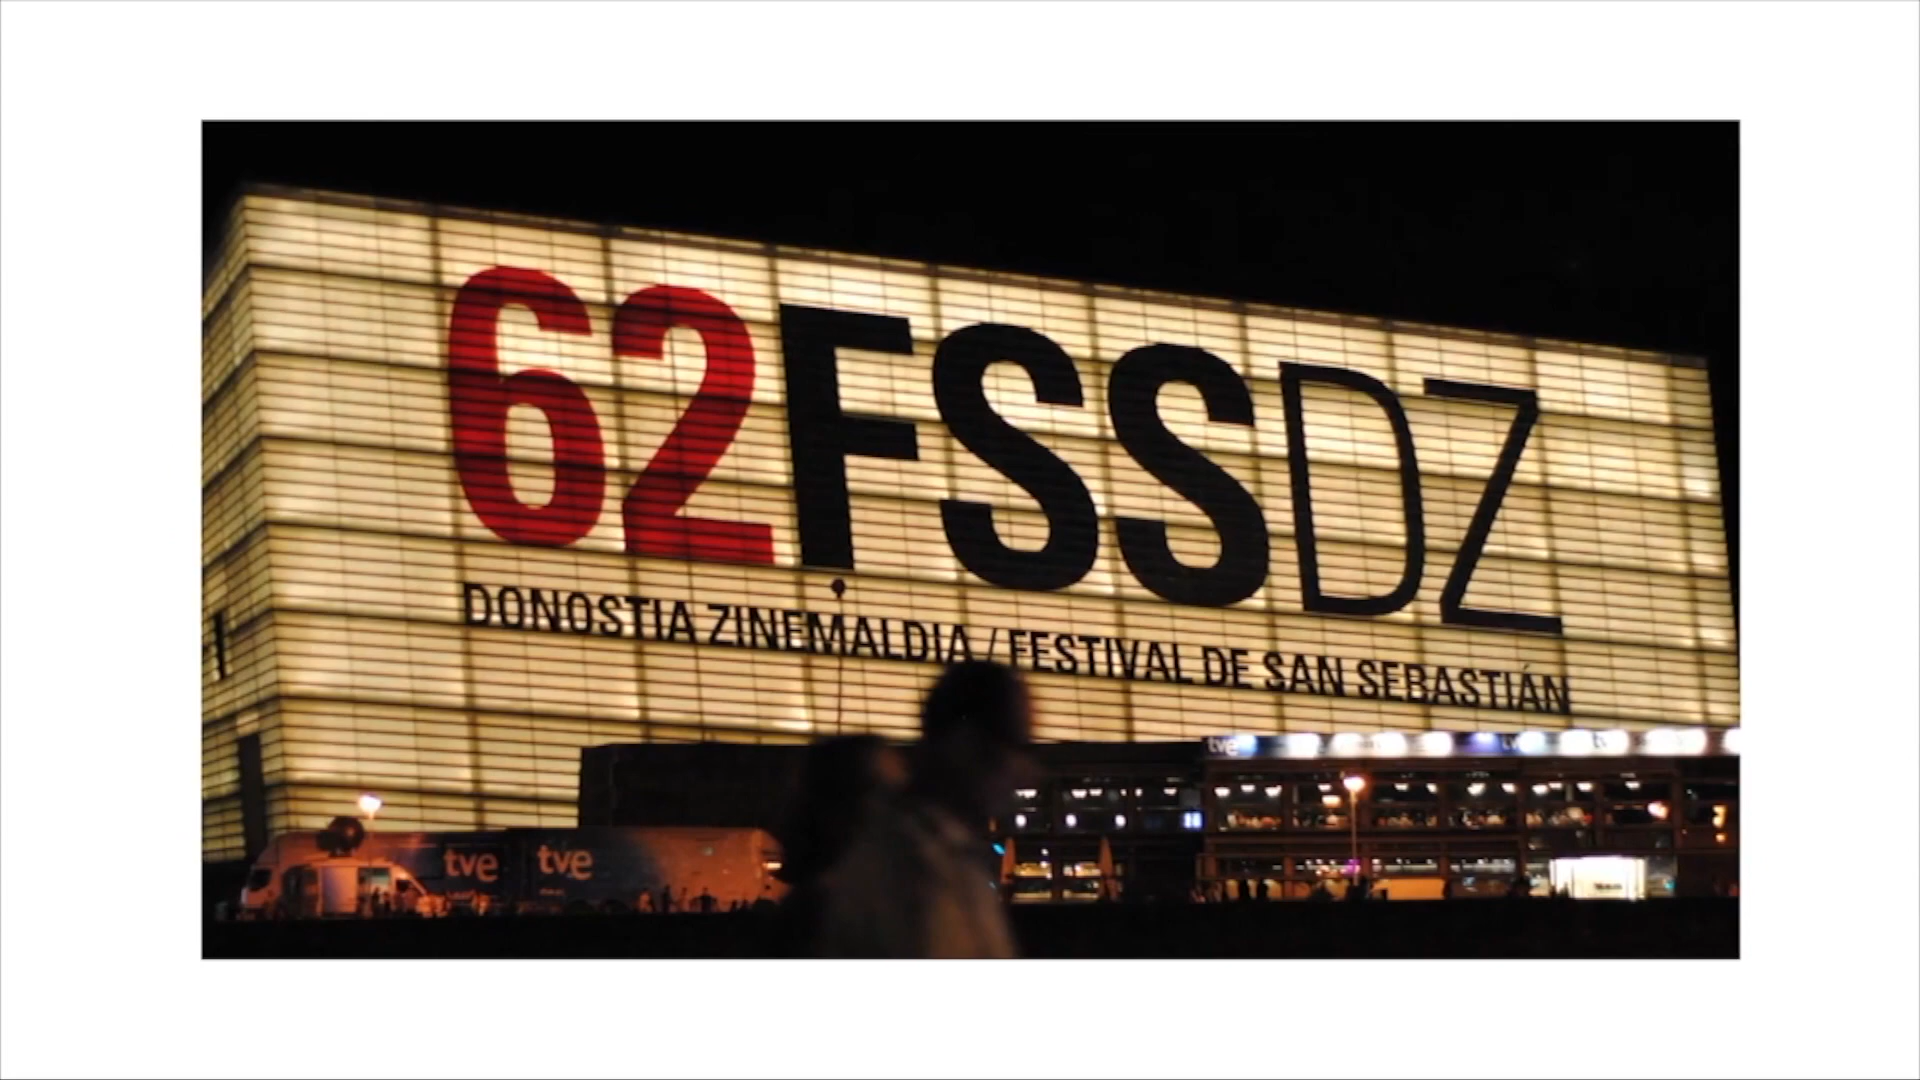 62FSSDZ
DONOSTIA ZINEMALDIA / FESTIVAL DE SAN SEBASTIÁN
tve
tve
tve